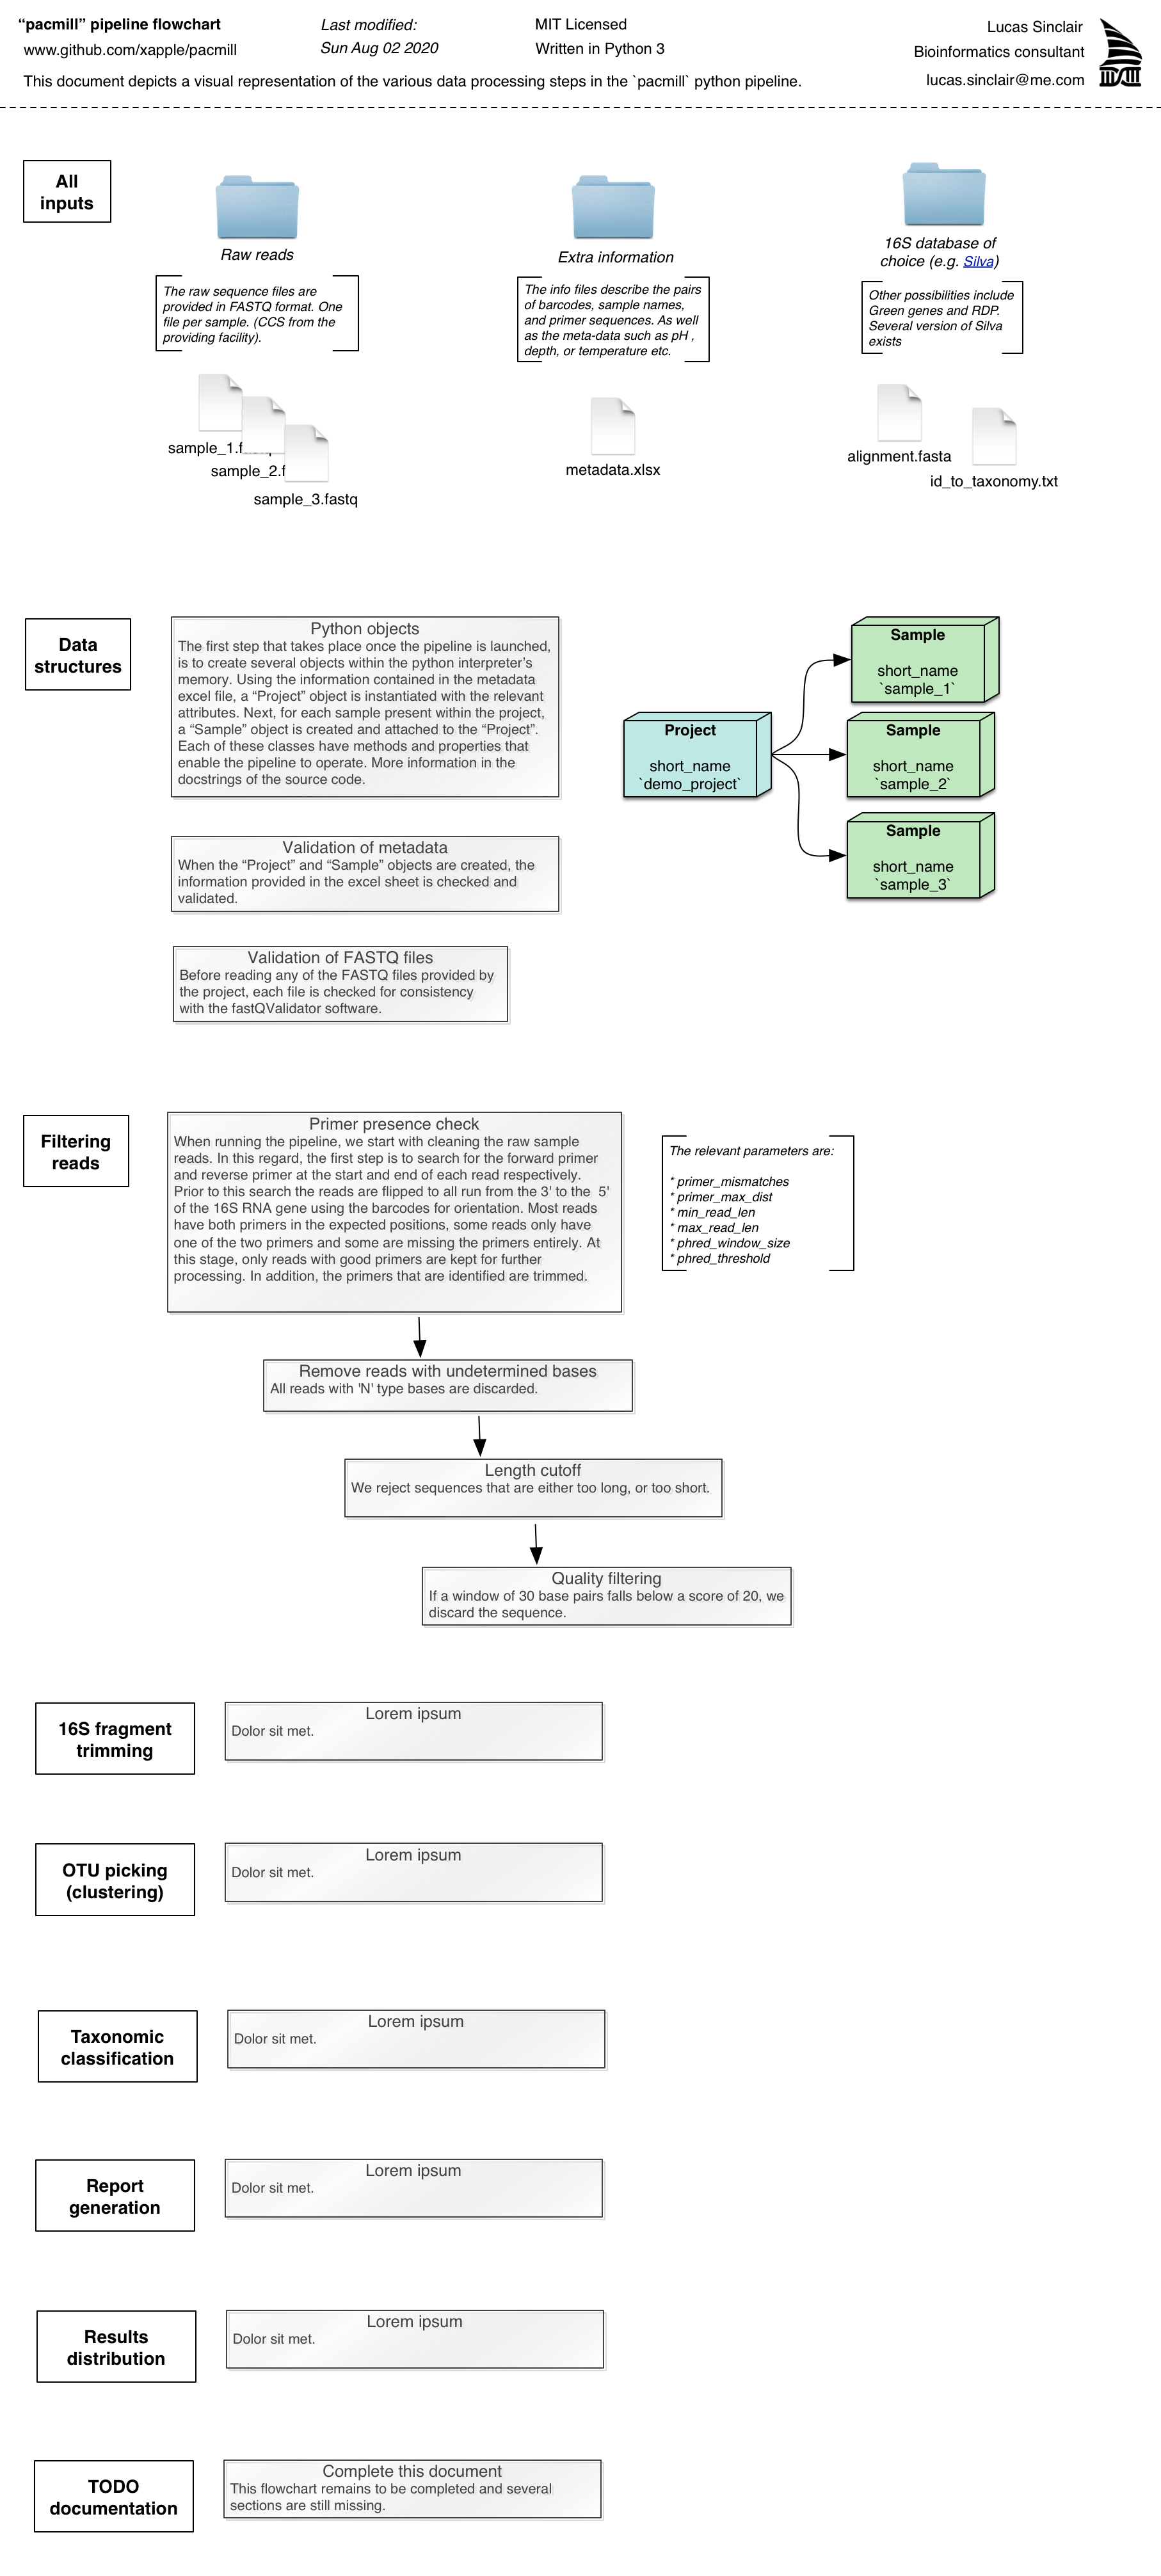 “pacmill” pipeline flowchart
www.github.com/xapple/pacmill
Last modified:
Sun Aug 02 2020
MIT Licensed
Written in Python 3
Lucas Sinclair
Bioinformatics consultant
lucas.sinclair@me.com
This document depicts a visual representation of the various data processing steps in the `pacmill` python pipeline.
All
inputs
Raw reads
The raw sequence files are
provided in FASTQ format. One
file per sample. (CCS from the
providing facility).
sample_1.f
sample_2.f
sample_3.fastq
Extra information
The info files describe the pairs
of barcodes, sample names,
and primer sequences. As well
as the meta-data such as pH ,
depth, or temperature etc.
metadata.xlsx
16S database of
choice (e.g. Silva)
Other possibilities include
Green genes and RDP.
Several version of Silva
exists
alignment.fasta
id_to_taxonomy.txt
Data
structures
Python objects
The first step that takes place once the pipeline is launched,
is to create several objects within the python interpreter’s
memory. Using the information contained in the metadata
excel file, a “Project” object is instantiated with the relevant
attributes. Next, for each sample present within the project,
a “Sample” object is created and attached to the “Project”.
Each of these classes have methods and properties that
enable the pipeline to operate. More information in the
docstrings of the source code.
Project
short_name
`demo_project`
Sample
short_name
`sample_1`
Sample
short_name
`sample_2`
Sample
short_name
`sample_3`
Validation of metadata
When the “Project” and “Sample” objects are created, the
information provided in the excel sheet is checked and
validated.
Validation of FASTQ files
Before reading any of the FASTQ files provided by
the project, each file is checked for consistency
with the fastQValidator software.
Filtering
reads
Primer presence check
When running the pipeline, we start with cleaning the raw sample
reads. In this regard, the first step is to search for the forward primer
and reverse primer at the start and end of each read respectively.
Prior to this search the reads are flipped to all run from the 3' to the  5'
of the 16S RNA gene using the barcodes for orientation. Most reads
have both primers in the expected positions, some reads only have
one of the two primers and some are missing the primers entirely. At
this stage, only reads with good primers are kept for further
processing. In addition, the primers that are identified are trimmed.
The relevant parameters are:
* primer_mismatches
* primer_max_dist
* min_read_len
* max_read_len
* phred_window_size
* phred_threshold
Remove reads with undetermined bases
All reads with 'N' type bases are discarded.
Length cutoff
We reject sequences that are either too long, or too short.
Quality filtering
If a window of 30 base pairs falls below a score of 20, we
discard the sequence.
16S fragment
trimming
Lorem ipsum
Dolor sit met.
OTU picking
(clustering)
Lorem ipsum
Dolor sit met.
Taxonomic
classification
Lorem ipsum
Dolor sit met.
Report
generation
Lorem ipsum
Dolor sit met.
Results
distribution
Lorem ipsum
Dolor sit met.
TODO
documentation
Complete this document
This flowchart remains to be completed and several
sections are still missing.